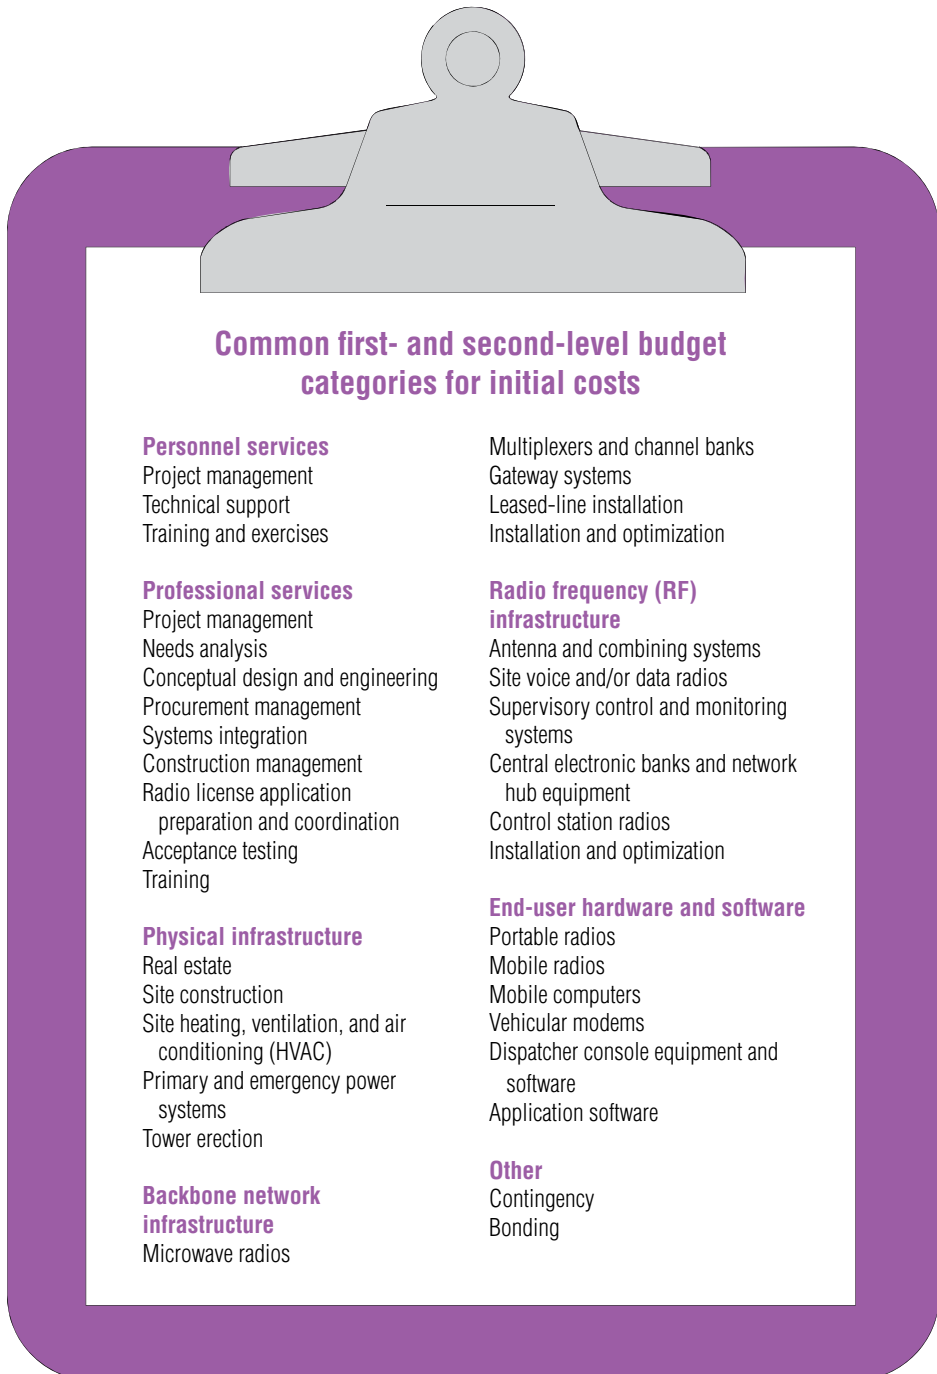 Common first- and second-level budget
categories for initial costs
Personnel services
Project management
Technical support
Training and exercises
Professional services
Project management
Needs analysis
Conceptual design and engineering
Procurement management
Systems integration
Construction management
Radio license application
preparation and coordination
Acceptance testing
Training
Physical infrastructure
Real estate
Site construction
Site heating, ventilation, and air
conditioning (HVAC)
Primary and emergency power
systems
Tower erection
Backbone network
infrastructure
Microwave radios
Multiplexers and channel banks
Gateway systems
Leased-line installation
Installation and optimization
Radio frequency (RF)
infrastructure
Antenna and combining systems
Site voice and/or data radios
Supervisory control and monitoring
systems
Central electronic banks and network
hub equipment
Control station radios
Installation and optimization
End-user hardware and software
Portable radios
Mobile radios
Mobile computers
Vehicular modems
Dispatcher console equipment and
software
Application software
Other
Contingency
Bonding